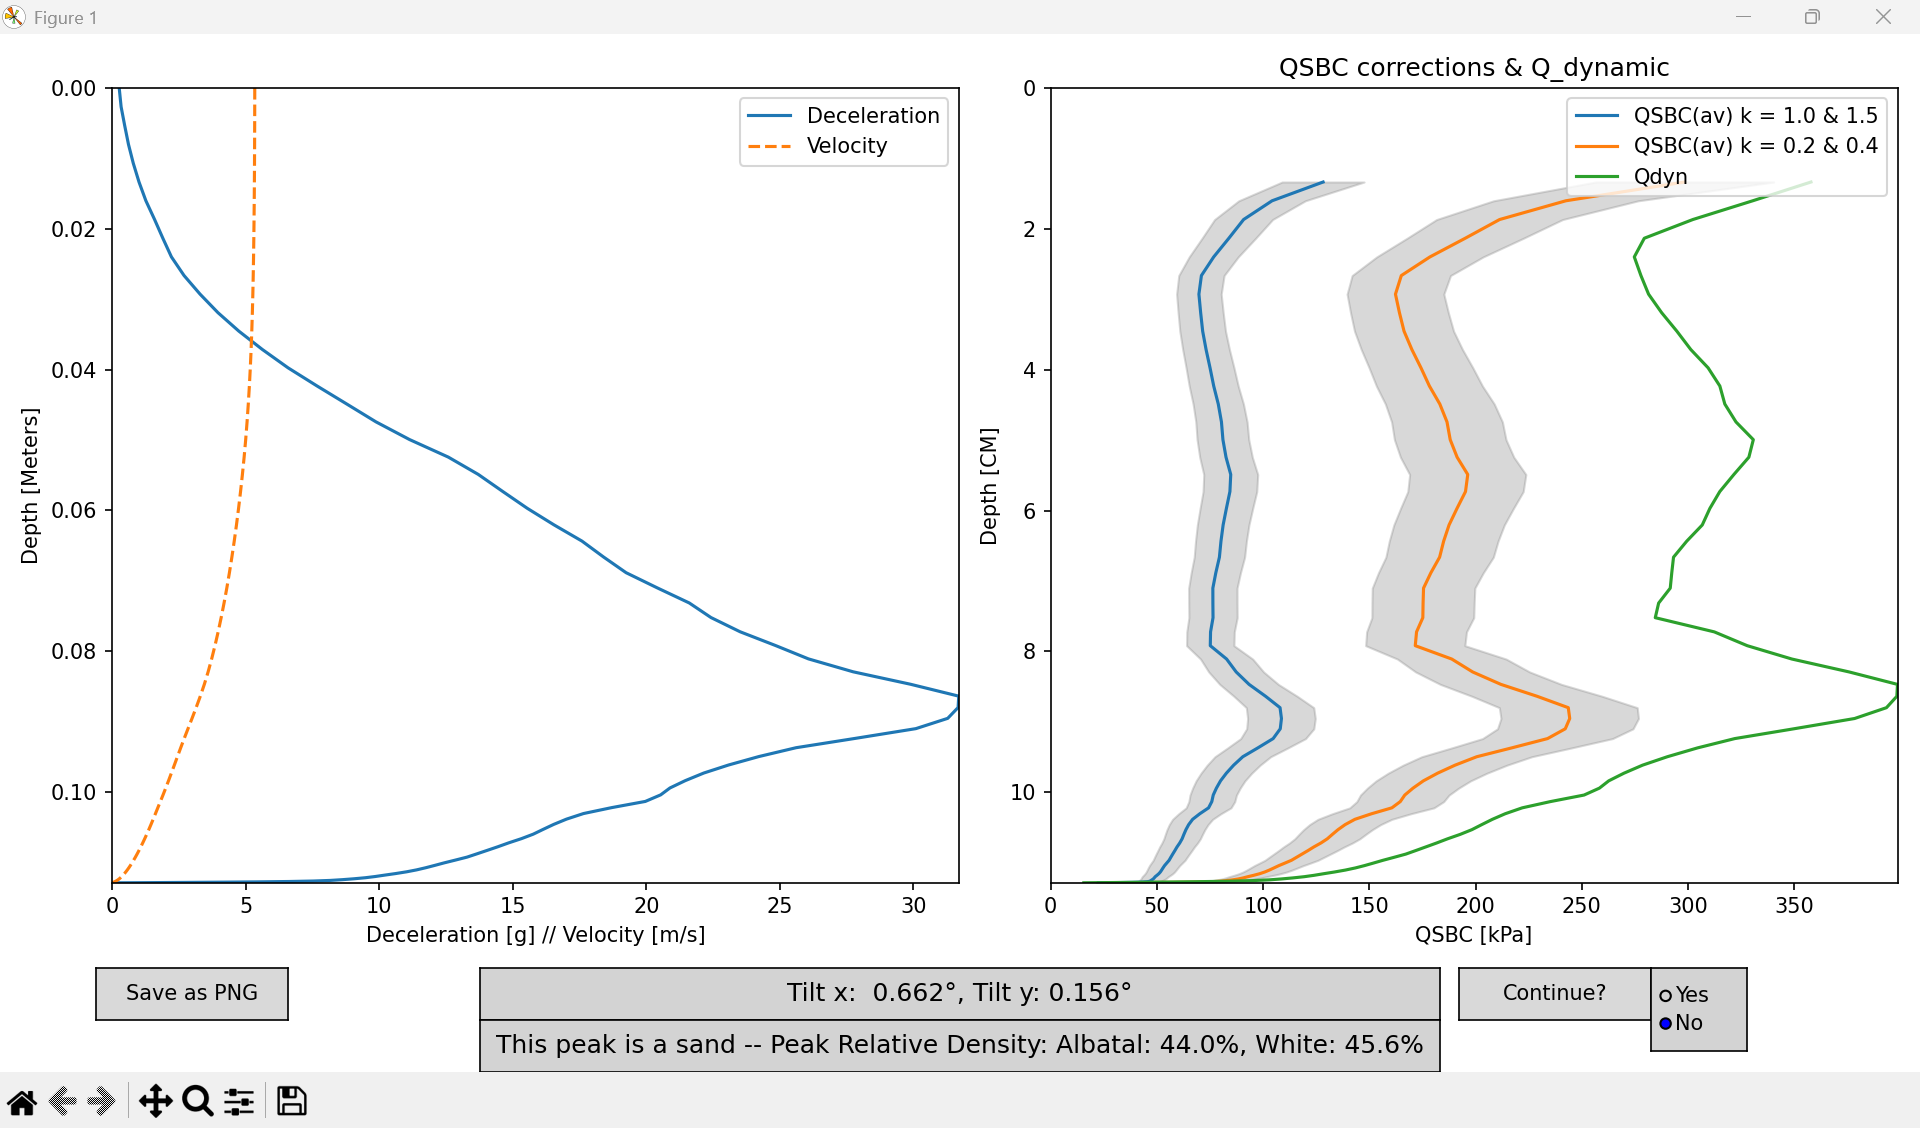 Figure 1
0.00
0.02
0.04
0.06
0.08
0.10
Depth [Meters]
Deceleration
Velocity
0
5
10
15
20
25
30
Deceleration [g] // Velocity [m/s]
QSBC corrections & Q_dynamic
0
2
4
6
8
10
Depth [CM]
QSBC(av) k = 1.0 & 1.5
QSBC(av) k = 0.2 & 0.4
Qdyn
0
50
100
150
200
250
300
350
QSBC [kPa]
Save as PNG
Tilt x:  0.662°, Tilt y: 0.156°
This peak is a sand -- Peak Relative Density: Albatal: 44.0%, White: 45.6%
Continue?
Yes
No